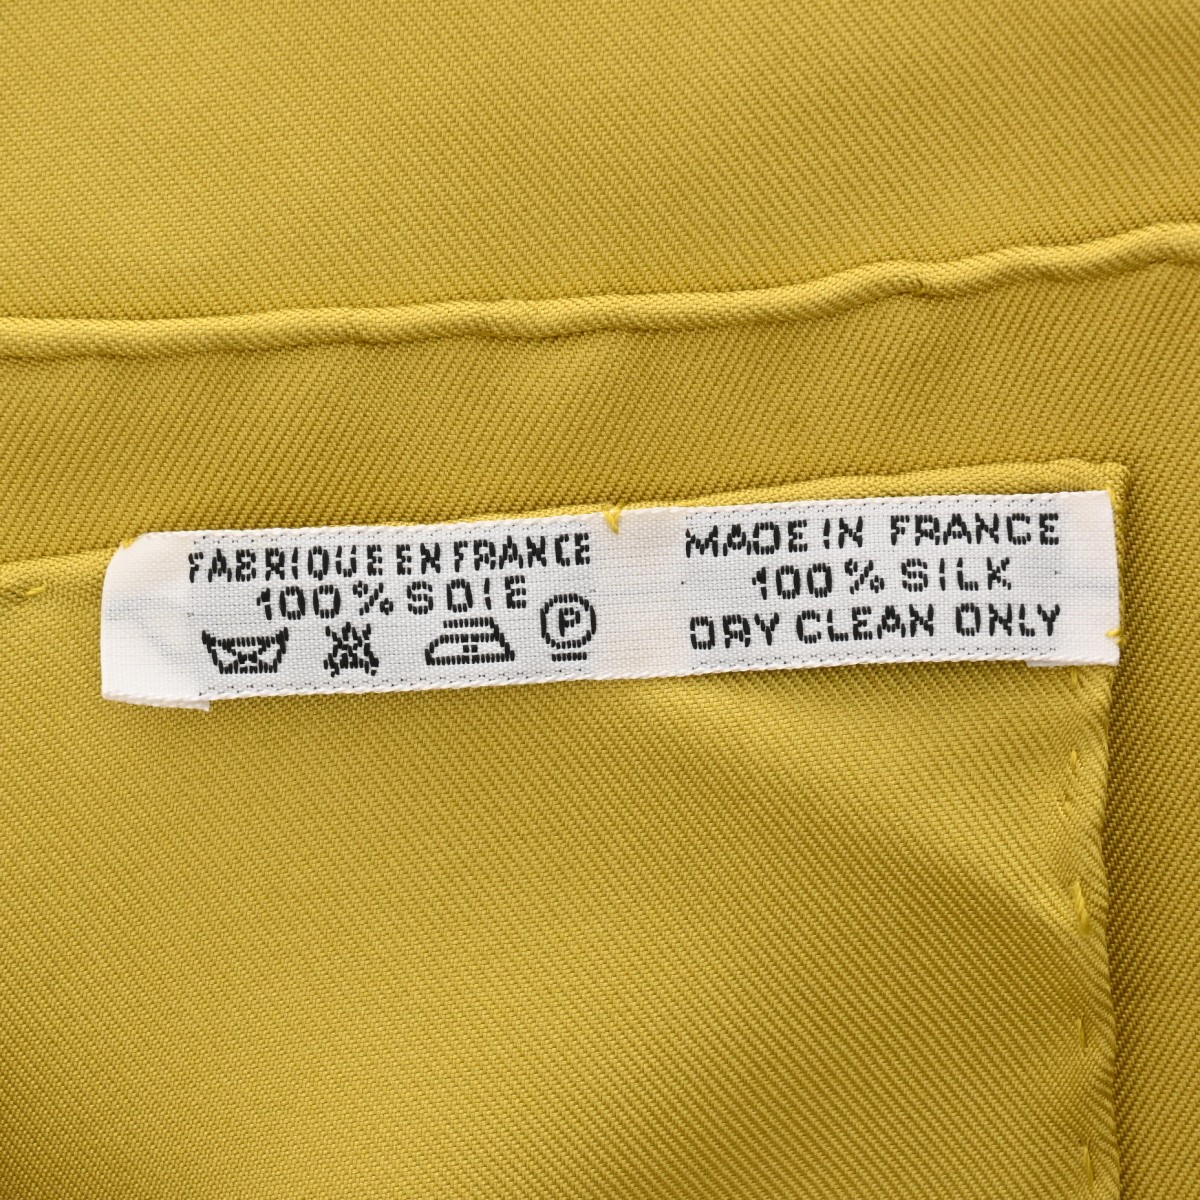 FABRIQUE EN FRANCE
100% SOIE
P
MADE IN FRANCE
100% SILK
DRY CLEAN ONLY